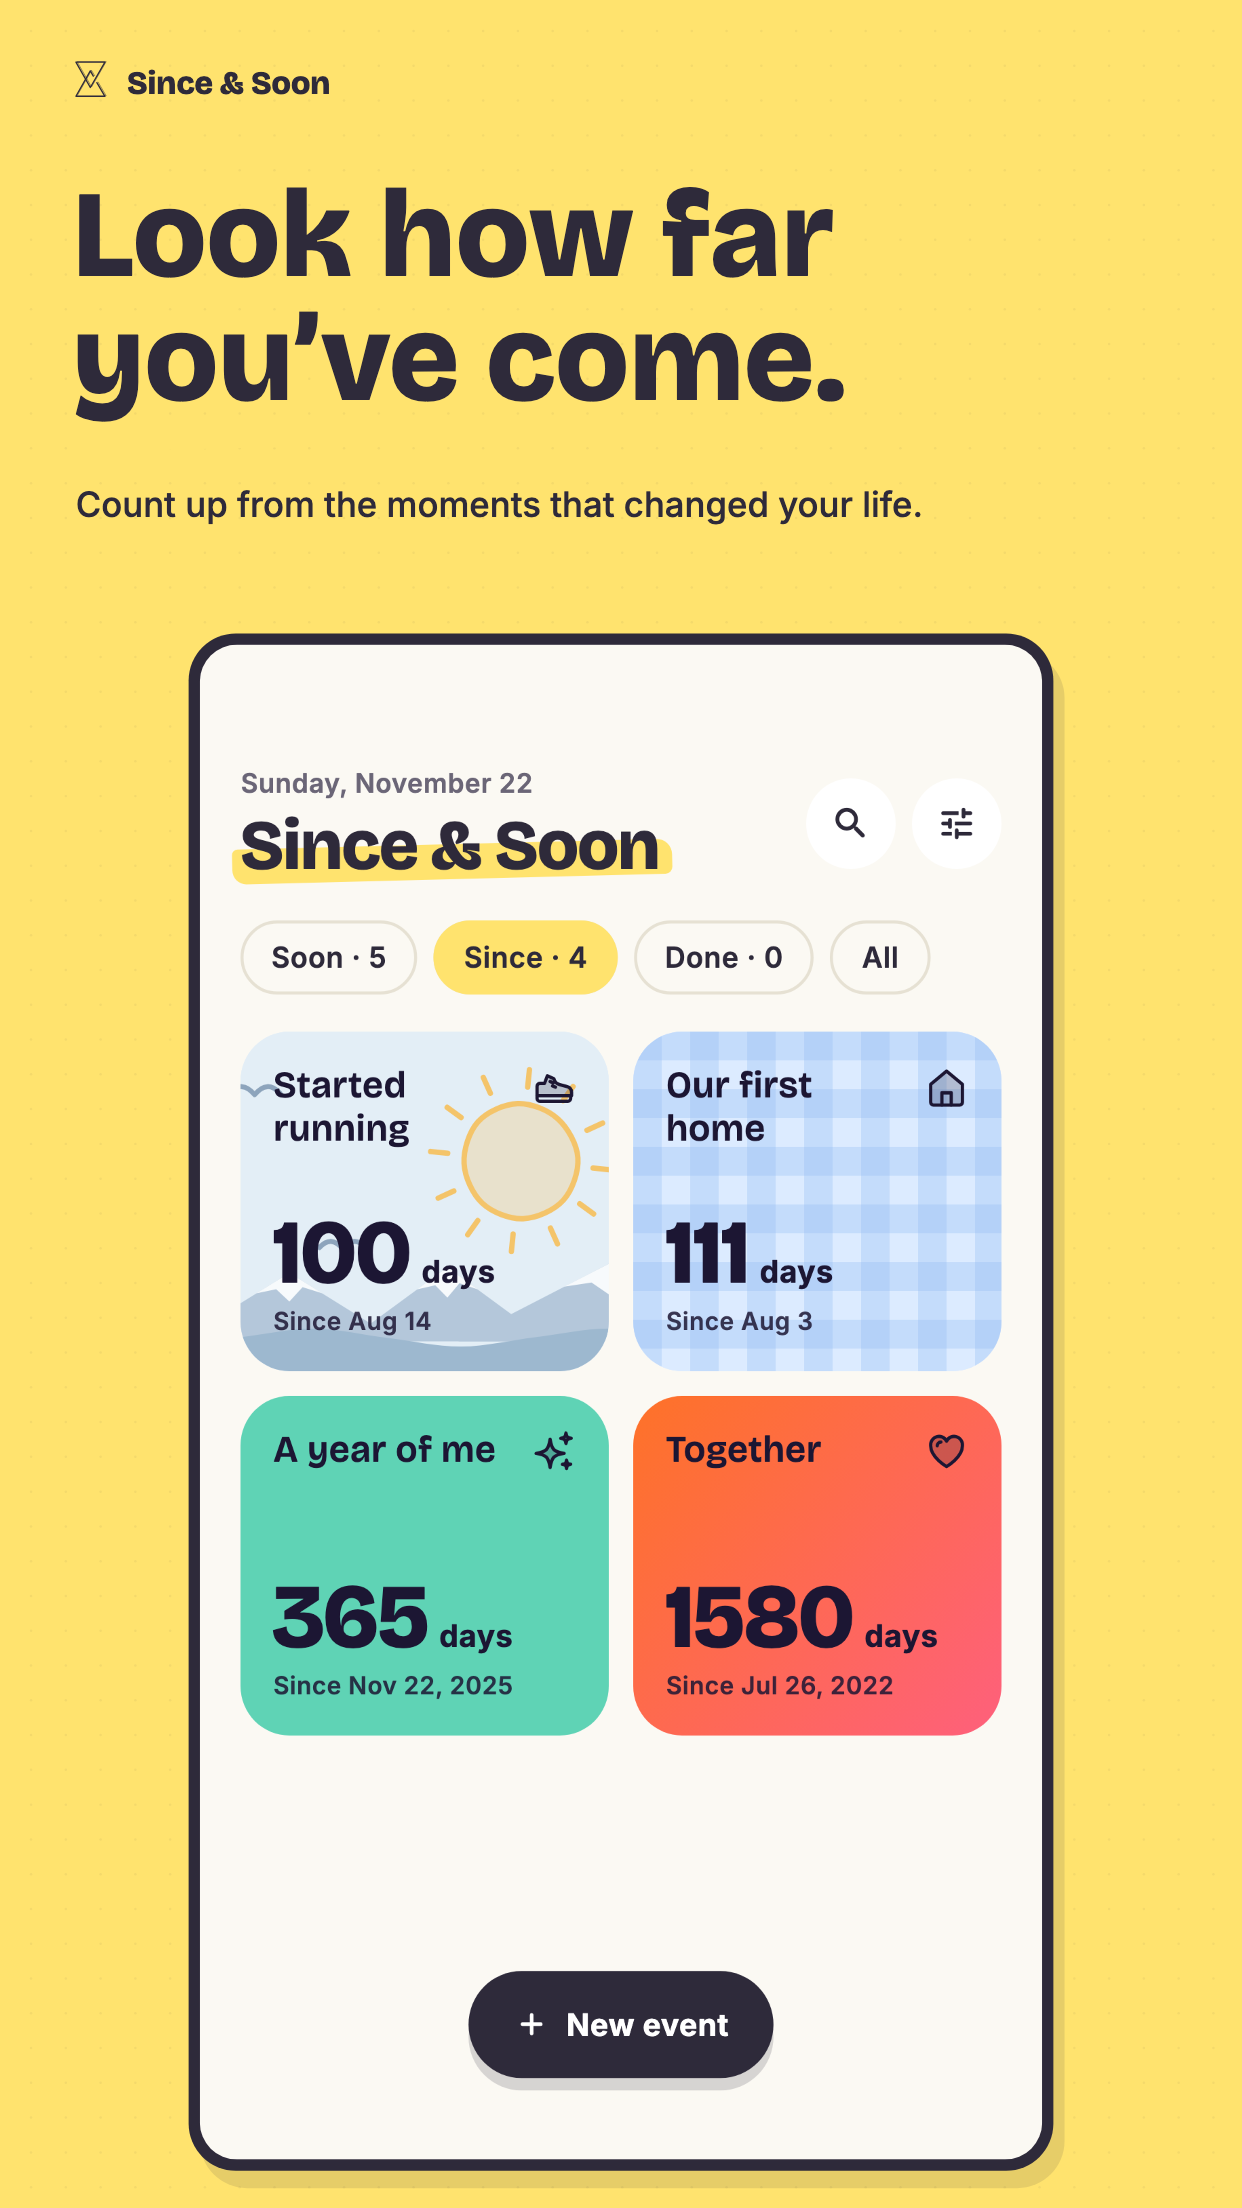 Since & Soon
Look how far
you’ve come.
Count up from the moments that changed your life.
Sunday, November 22
Since & Soon
Soon · 5
Since · 4
Done · 0
All
Started
running
100 days
Since Aug 14
Our first
home
111 days
Since Aug 3
A year of me
365 days
Since Nov 22, 2025
Together
1580 days
Since Jul 26, 2022
+ New event